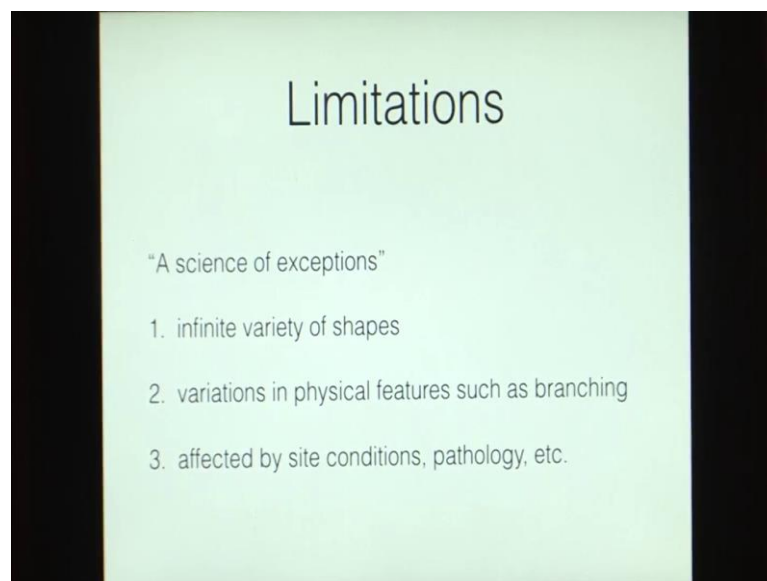 Limitations
“A science of exceptions”
1. infinite variety of shapes
2. variations in physical features such as branching
3. affected by site conditions, pathology, etc.